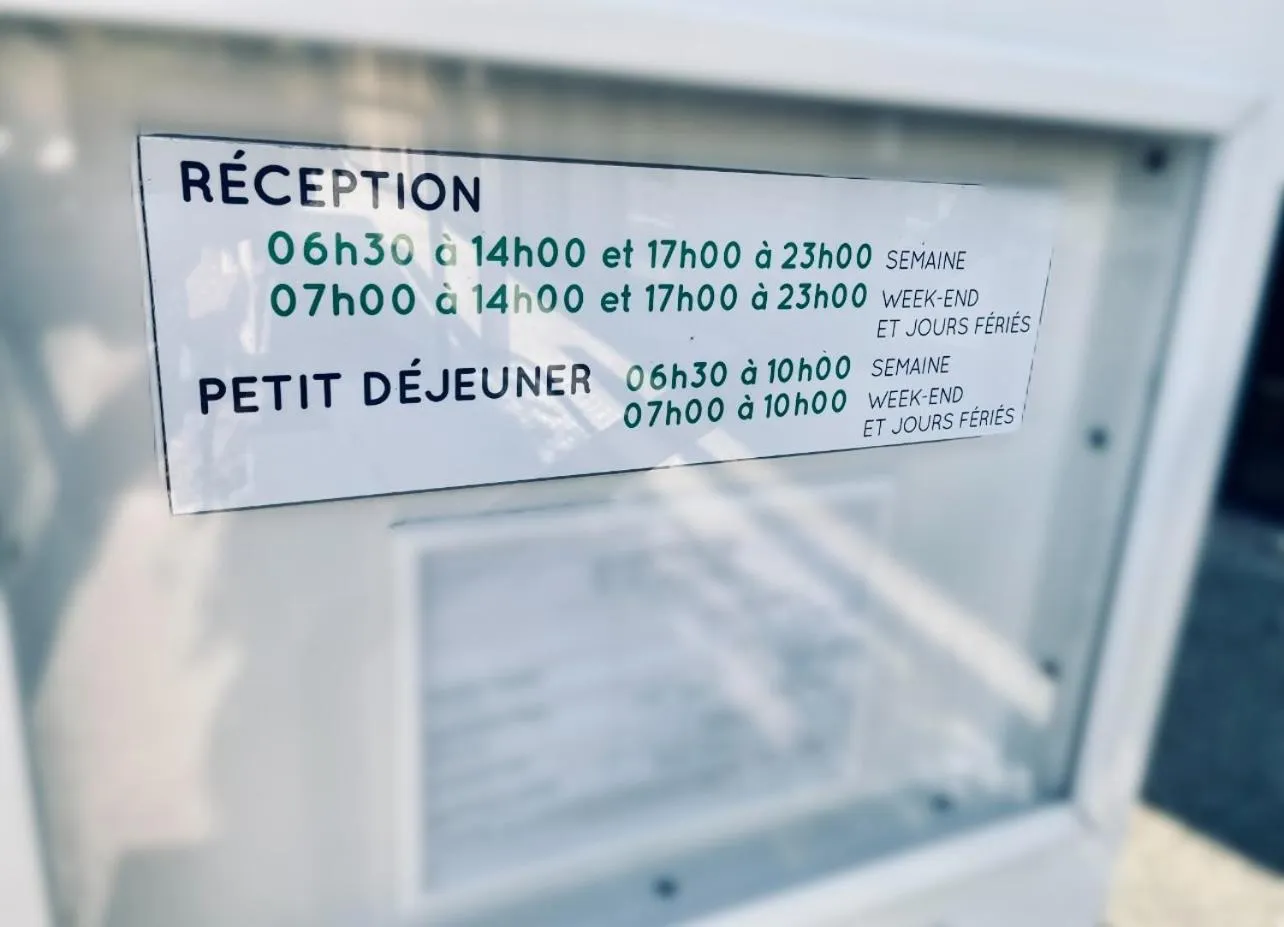 RÉCEPTION
06h30 à 14h00 et 17h00 à 23h00 SEMAINE
07h00 à 14h00 et 17h00 à 23h00 WEEK-END
ET JOURS FÉRIÉS
PETIT DÉJEUNER 06h30 à 10h00 SEMAINE
07h00 à 10h00 WEEK-END
ET JOURS FÉRIÉS